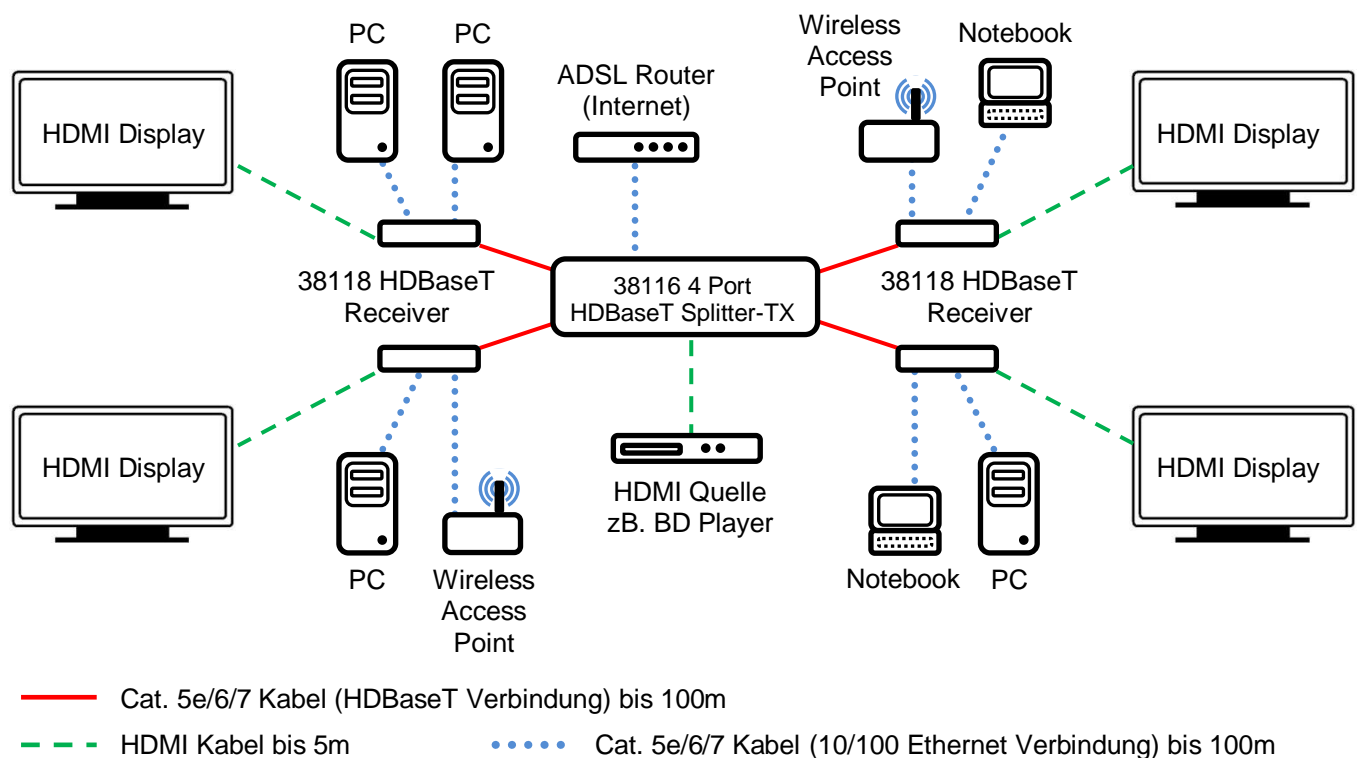 PC
PC
ADSL Router
(Internet)
Wireless
Access
Point
Notebook
HDMI Display
HDMI Display
38118 HDBaseT
Receiver
38116 4 Port
HDBaseT Splitter-TX
38118 HDBaseT
Receiver
HDMI Display
HDMI Display
HDMI Quelle
zB. BD Player
PC
Wireless
Access
Point
Notebook
PC
Cat. 5e/6/7 Kabel (HDBaseT Verbindung) bis 100m
HDMI Kabel bis 5m
Cat. 5e/6/7 Kabel (10/100 Ethernet Verbindung) bis 100m